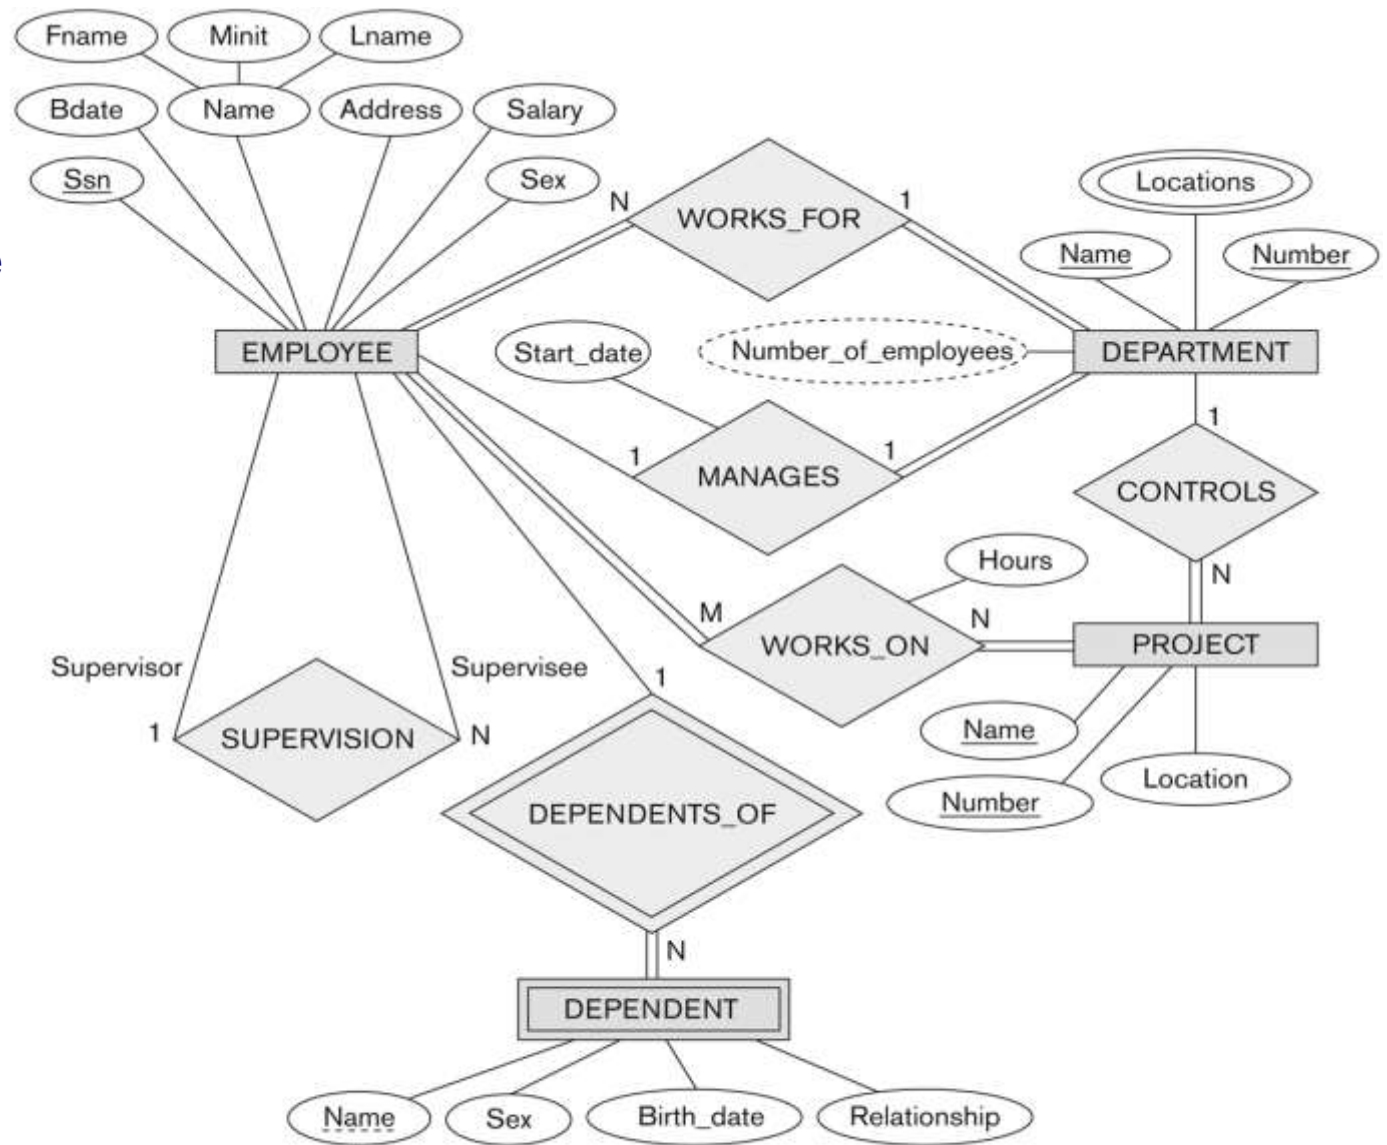 Fname Minit Lname
Bdate Name Address Salary
Ssn Sex
N WORKS_FOR 1
Locations
Name Number
e
EMPLOYEE Start_date Number_of_employees DEPARTMENT
1 MANAGES 1
1
CONTROLS
N
Hours
M WORKS_ON N
PROJECT
Supervisor Supervisee
1 SUPERVISION N
1
Name
Number
Location
DEPENDENTS_OF
N
DEPENDENT
Name Sex Birth_date Relationship